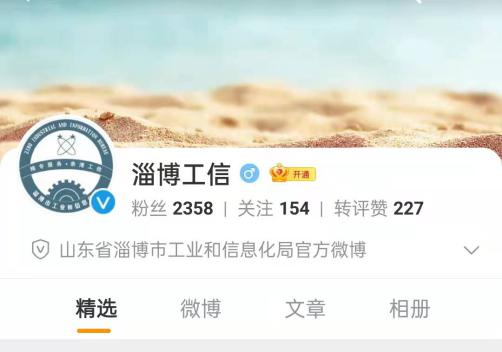 淄博工信
开通
粉丝 2358 | 关注 154 | 转评赞 227
山东省淄博市工业和信息化局官方微博
精选 微博 文章 相册